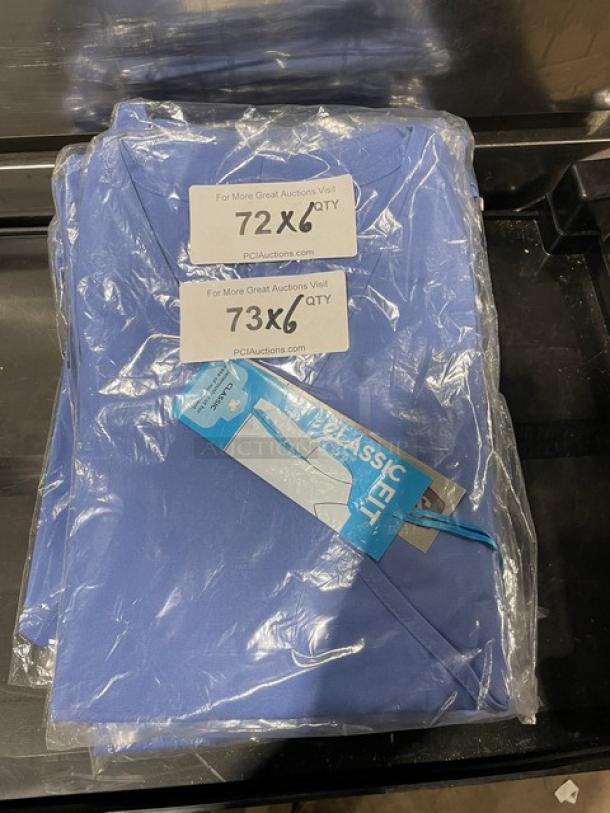 For More Great Auctions Visit
72X6 QTY
PCIAuctions.com
For More Great Auctions Visit
73X6 QTY
PCIAuctions.com
CLASSIC
CLASSIC FIT